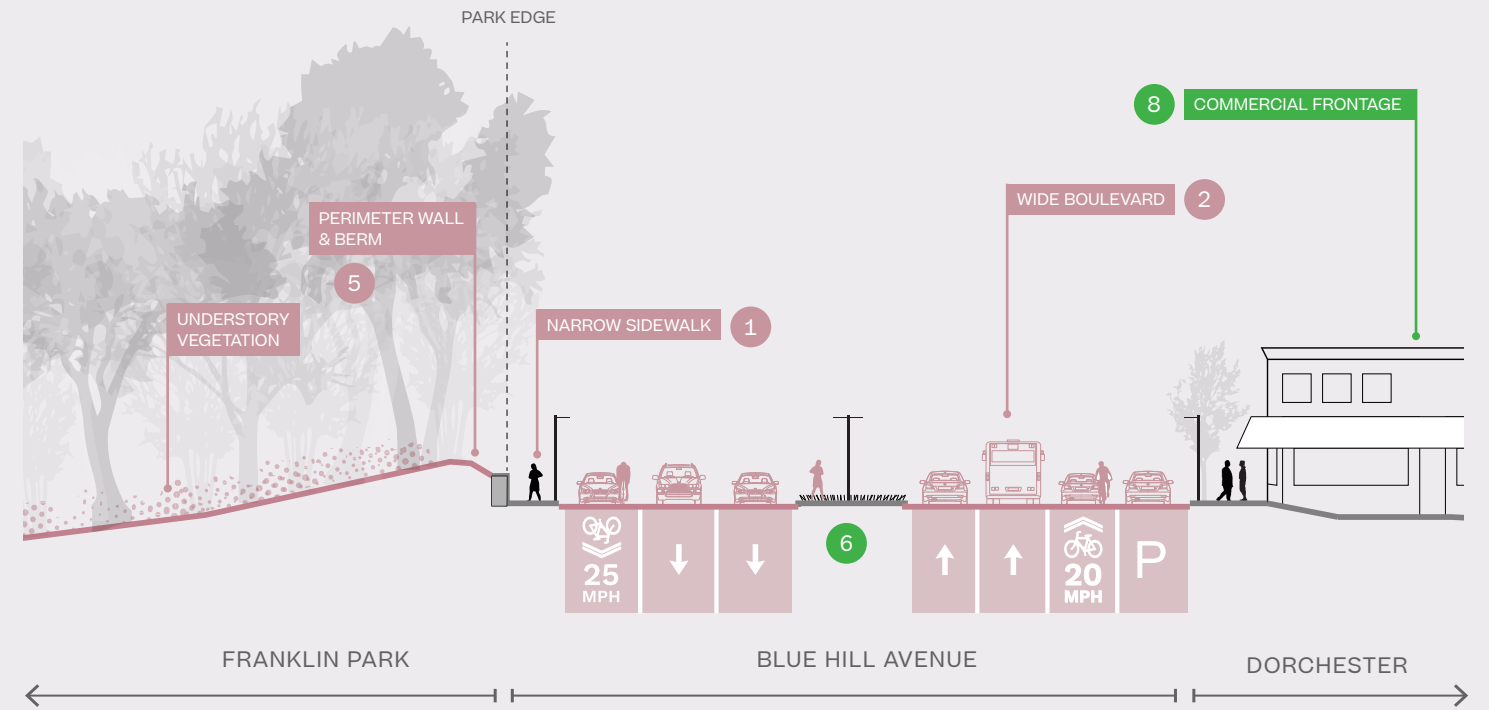 PARK EDGE
8
COMMERCIAL FRONTAGE
WIDE BOULEVARD
2
PERIMETER WALL
& BERM
5
UNDERSTORY
VEGETATION
NARROW SIDEWALK
1
6
25
MPH
20
MPH
P
FRANKLIN PARK
BLUE HILL AVENUE
DORCHESTER